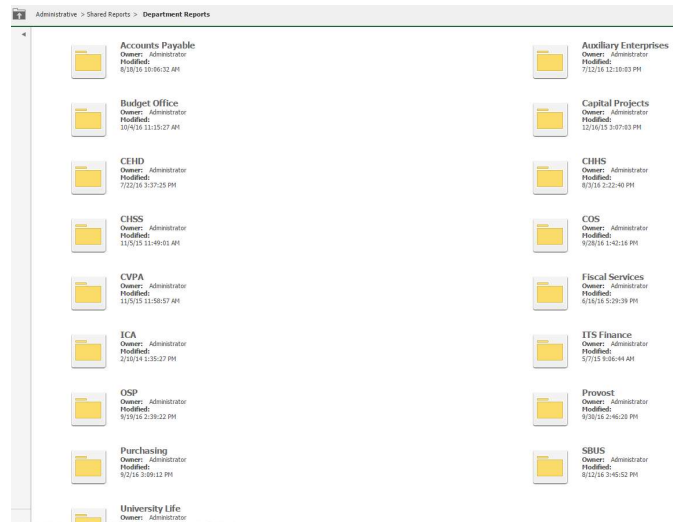 Administrative > Shared Reports > Department Reports
Accounts Payable
Owner: Administrator
Modified:
8/18/16 10:06:32 AM
Auxiliary Enterprises
Owner: Administrator
Modified:
7/12/16 12:10:03 PM
Budget Office
Owner: Administrator
Modified:
10/4/16 11:15:27 AM
Capital Projects
Owner: Administrator
Modified:
12/16/15 3:07:03 PM
CEHD
Owner: Administrator
Modified:
7/22/16 3:37:25 PM
CHHS
Owner: Administrator
Modified:
8/3/16 2:22:40 PM
CHSS
Owner: Administrator
Modified:
11/5/15 11:49:01 AM
COS
Owner: Administrator
Modified:
9/28/16 1:42:16 PM
CVPA
Owner: Administrator
Modified:
11/5/15 11:58:57 AM
Fiscal Services
Owner: Administrator
Modified:
6/16/16 5:29:39 PM
ICA
Owner: Administrator
Modified:
2/10/14 1:35:27 PM
ITS Finance
Owner: Administrator
Modified:
5/7/15 9:06:44 AM
OSP
Owner: Administrator
Modified:
9/19/16 2:39:22 PM
Provost
Owner: Administrator
Modified:
9/30/16 2:46:20 PM
Purchasing
Owner: Administrator
Modified:
9/2/16 3:09:12 PM
SBUS
Owner: Administrator
Modified:
8/12/16 3:45:52 PM
University Life
Owner: Administrator